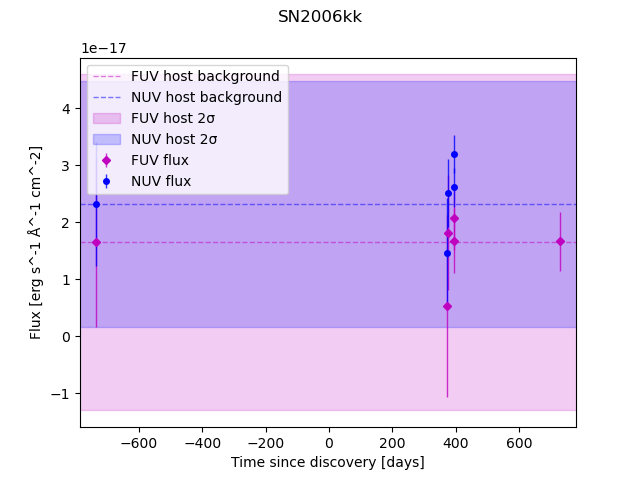 SN2006kk
1e−17
FUV host background
NUV host background
FUV host 2σ
NUV host 2σ
FUV flux
NUV flux
4
3
2
1
0
−1
Flux [erg s^-1 Å^-1 cm^-2]
−600
−400
−200
0
200
400
600
Time since discovery [days]